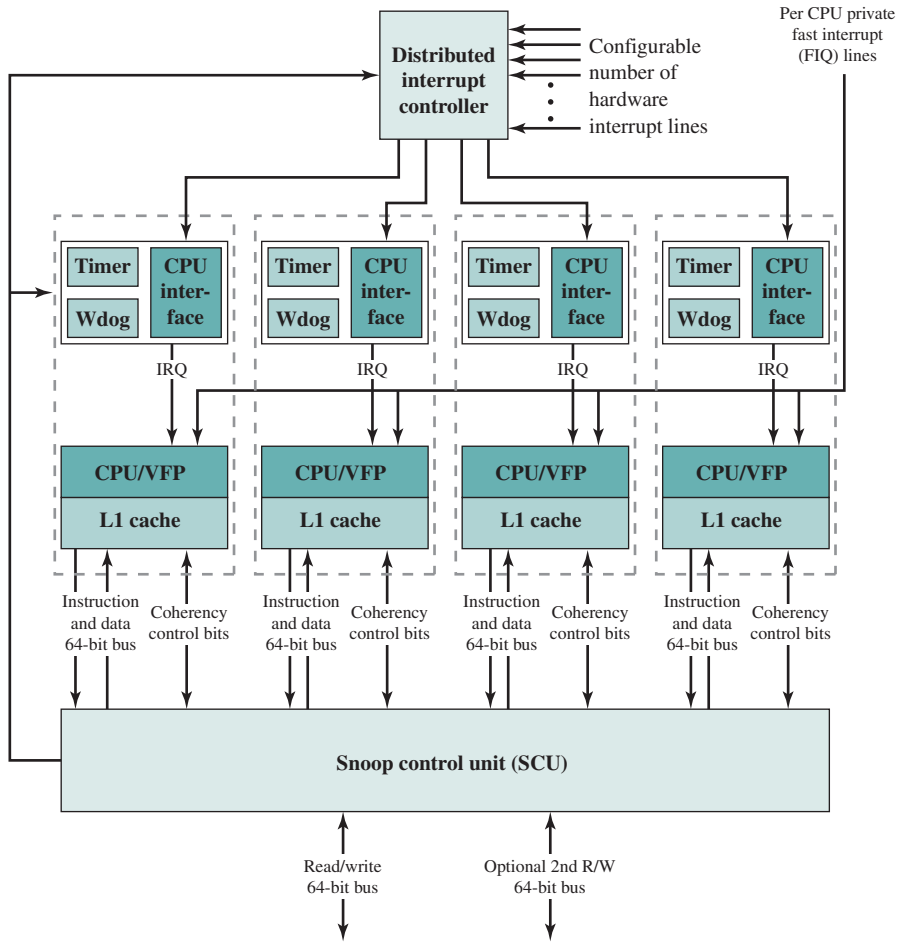 Per CPU private
fast interrupt
(FIQ) lines
Distributed
interrupt
controller
Configurable
number of
hardware
interrupt lines
Timer
Wdog
CPU
inter-
face
Timer
Wdog
CPU
inter-
face
Timer
Wdog
CPU
inter-
face
Timer
Wdog
CPU
inter-
face
IRQ
IRQ
IRQ
IRQ
CPU/VFP
L1 cache
CPU/VFP
L1 cache
CPU/VFP
L1 cache
CPU/VFP
L1 cache
Instruction
and data
64-bit bus
Coherency
control bits
Instruction
and data
64-bit bus
Coherency
control bits
Instruction
and data
64-bit bus
Coherency
control bits
Instruction
and data
64-bit bus
Coherency
control bits
Snoop control unit (SCU)
Read/write
64-bit bus
Optional 2nd R/W
64-bit bus